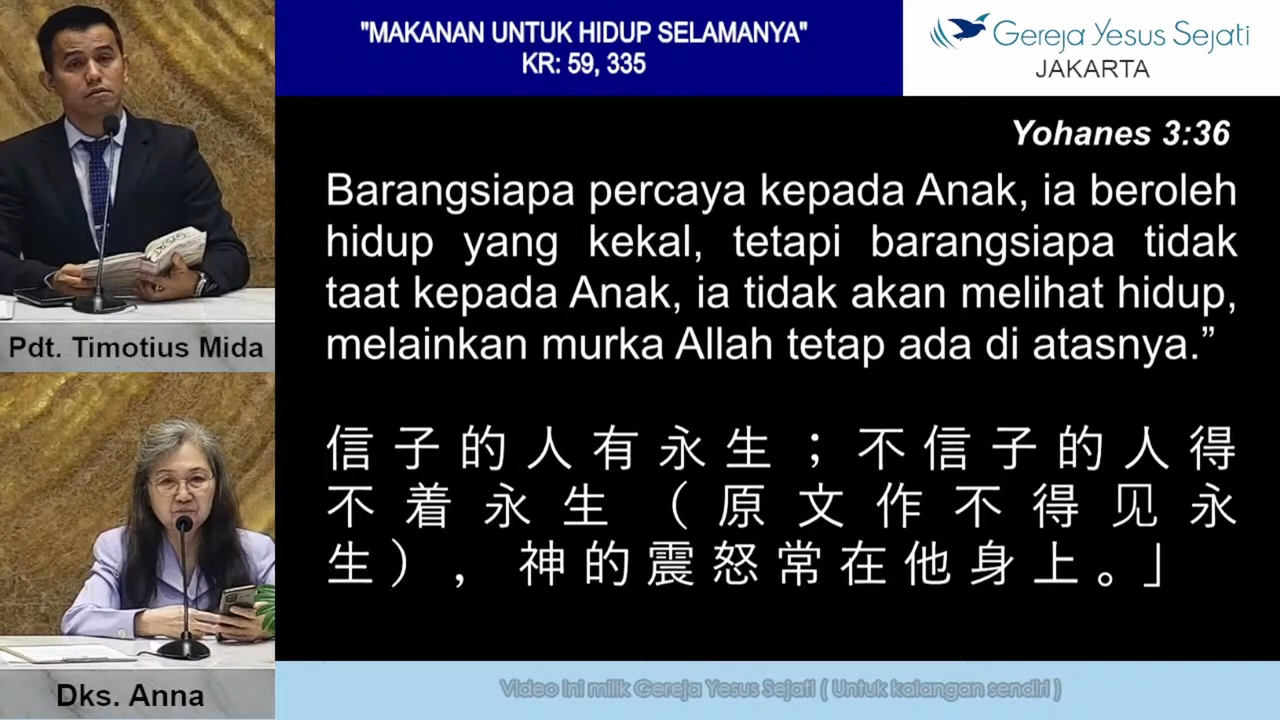 "MAKANAN UNTUK HIDUP SELAMANYA"
KR: 59, 335
Gereja Yesus Sejati
JAKARTA
Yohanes 3:36
Barangsiapa percaya kepada Anak, ia beroleh
hidup yang kekal, tetapi barangsiapa tidak
taat kepada Anak, ia tidak akan melihat hidup,
melainkan murka Allah tetap ada di atasnya.”
信子的人有永生；不信子的人得
不着永生（原文作不得见永
生），神的震怒常在他身上。」
Pdt. Timotius Mida
Dks. Anna
Video Ini milik Gereja Yesus Sejati ( Untuk kalangan sendiri )